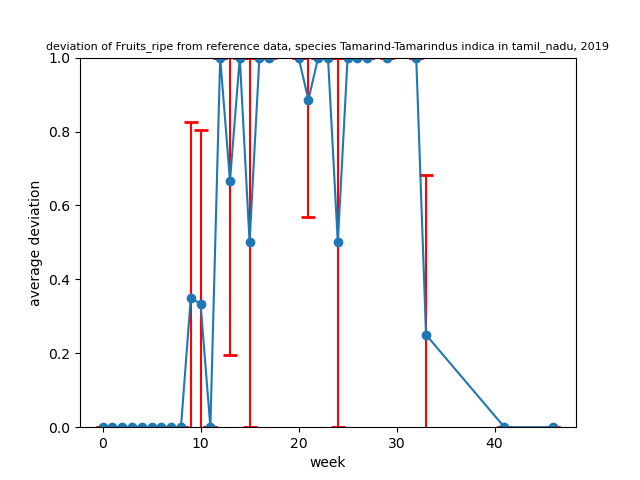 deviation of Fruits_ripe from reference data, species Tamarind-Tamarindus indica in tamil_nadu, 2019
1.0
0.8
0.6
0.4
0.2
0.0
average deviation
0 10 20 30 40
week